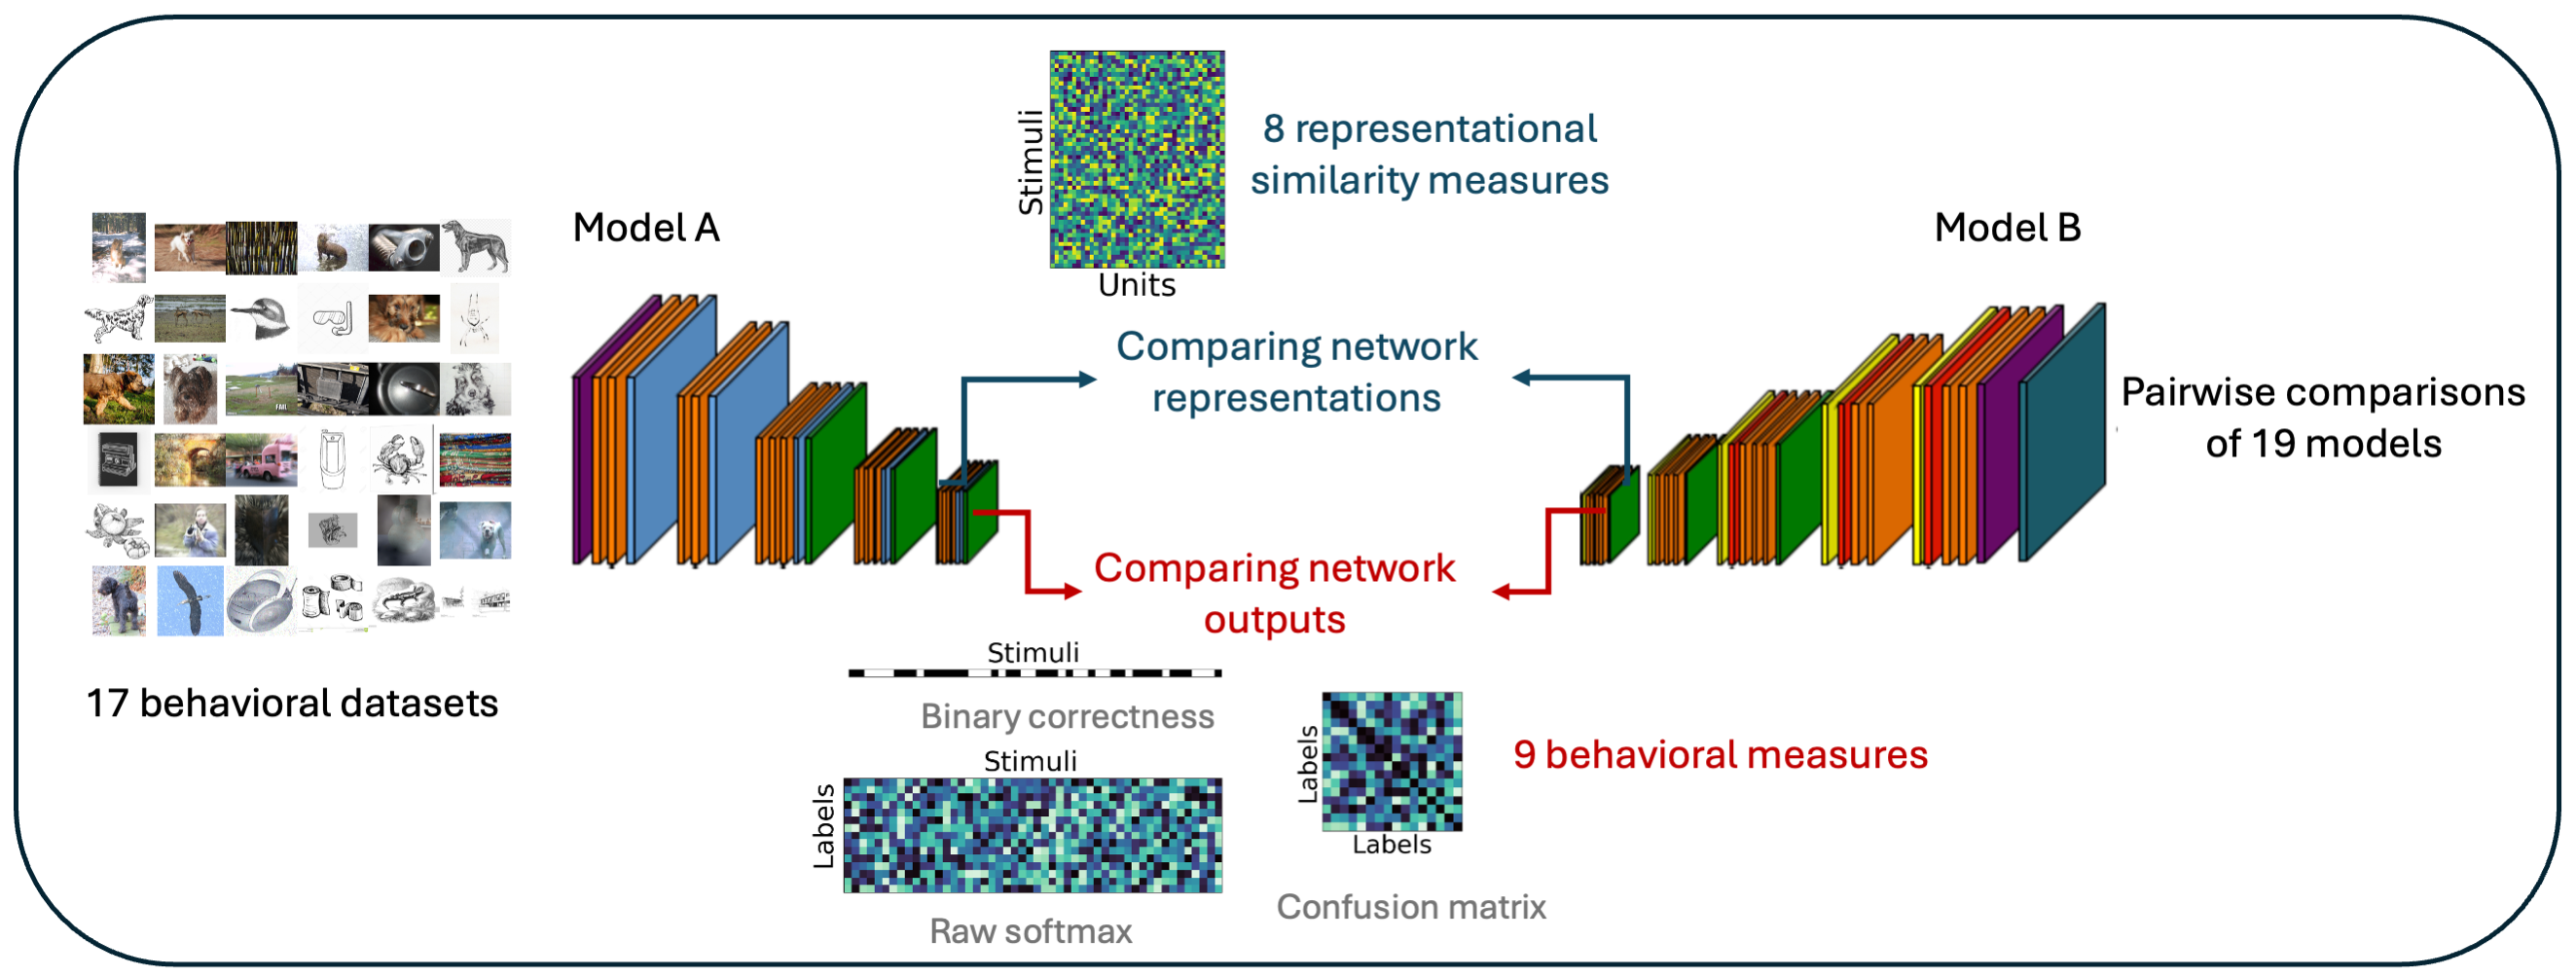 Stimuli
Units
8 representational
similarity measures
Model A
Model B
Comparing network
representations
Pairwise comparisons
of 19 models
FAIL
Comparing network
outputs
17 behavioral datasets
Stimuli
Binary correctness
Stimuli
Labels
Raw softmax
Labels
Labels
Confusion matrix
9 behavioral measures